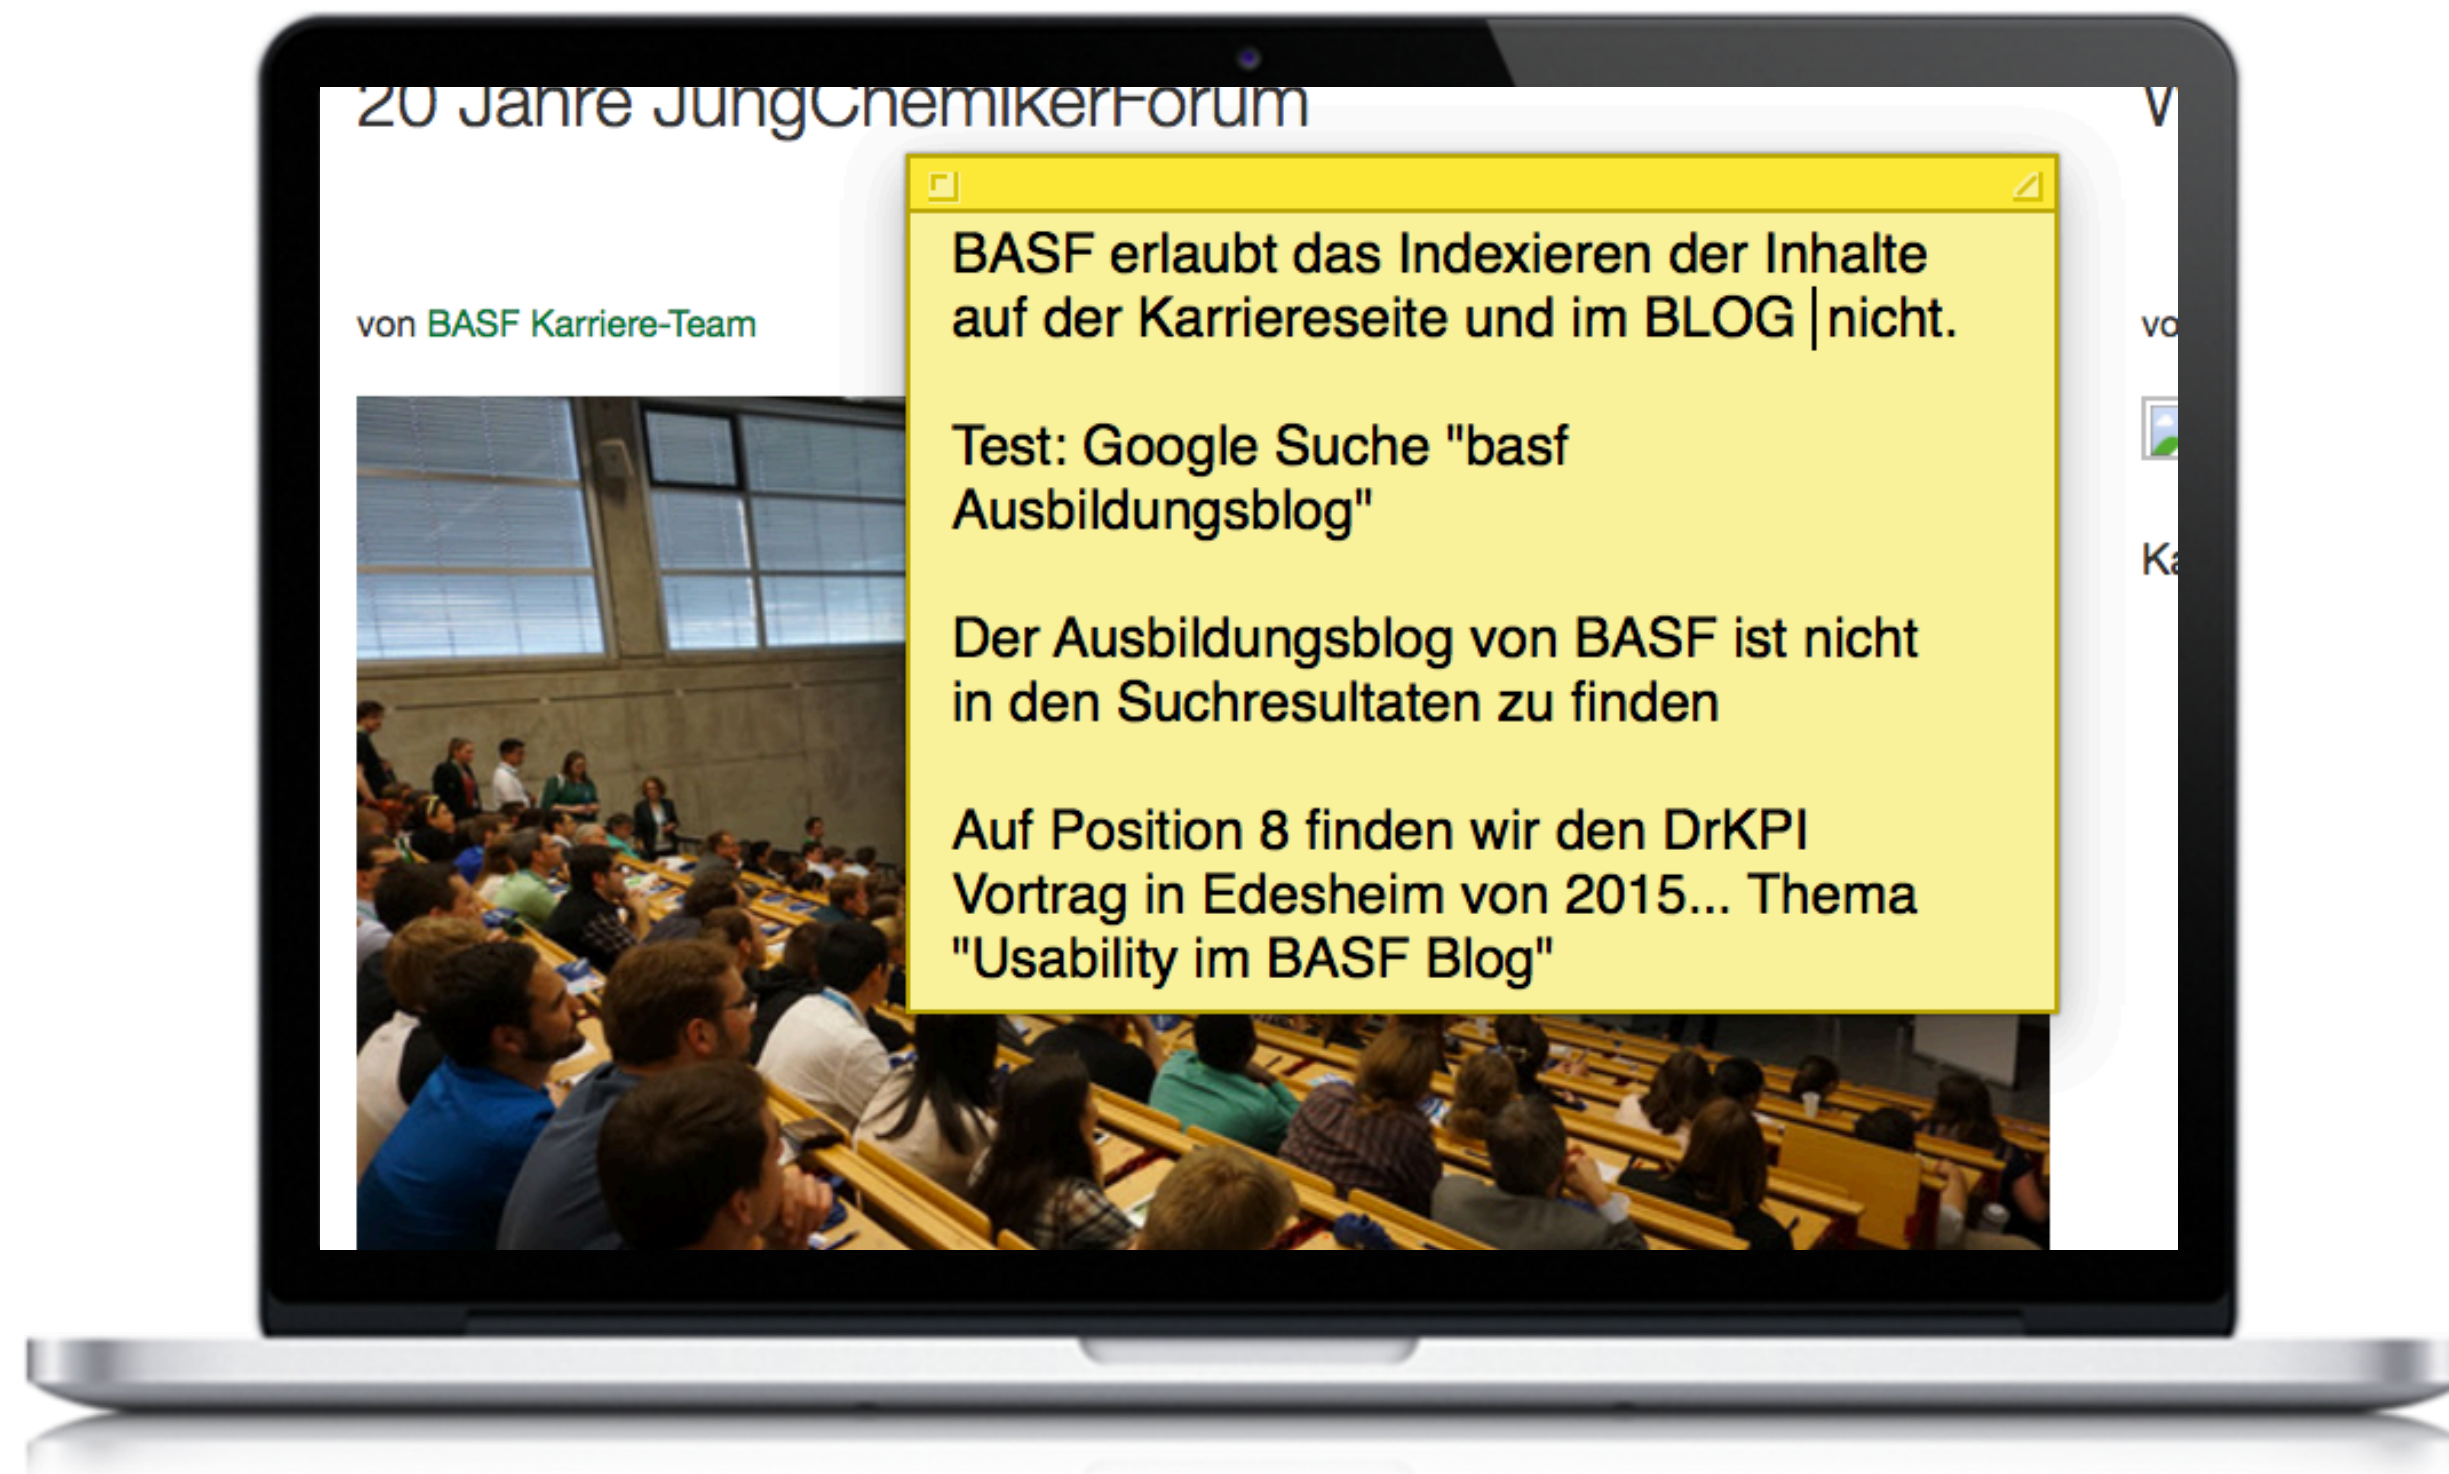 20 Jahre JungChemikerForum
von BASF Karriere-Team
BASF erlaubt das Indexieren der Inhalte
auf der Karriereseite und im BLOG nicht.
Test: Google Suche "basf
Ausbildungsblog"
Der Ausbildungsblog von BASF ist nicht
in den Suchresultaten zu finden
Auf Position 8 finden wir den DrKPI
Vortrag in Edesheim von 2015... Thema
"Usability im BASF Blog"